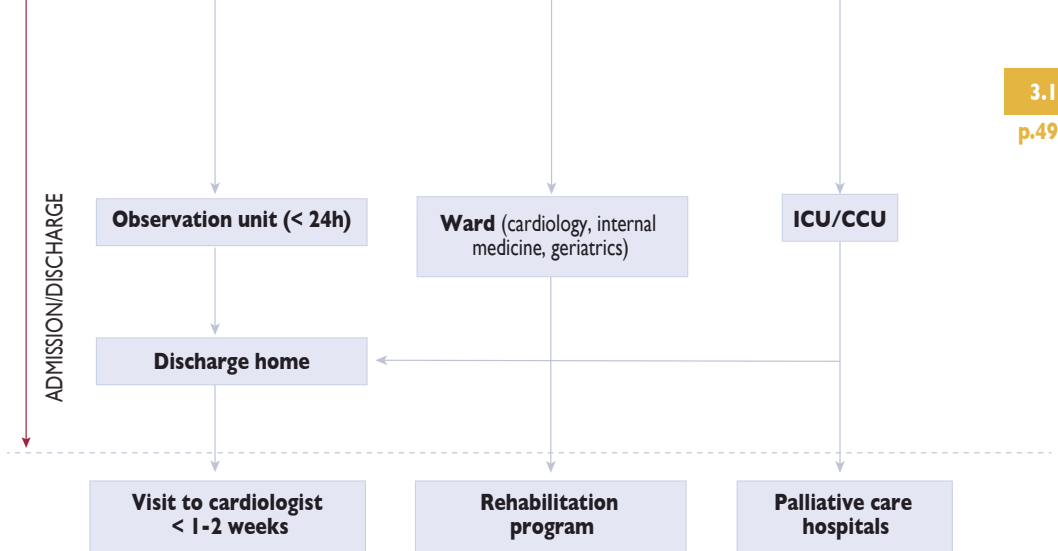 3.1
p.49
ADMISSION/DISCHARGE
Observation unit (< 24h)
Ward (cardiology, internal
medicine, geriatrics)
ICU/CCU
Discharge home
Visit to cardiologist
< 1-2 weeks
Rehabilitation
program
Palliative care
hospitals